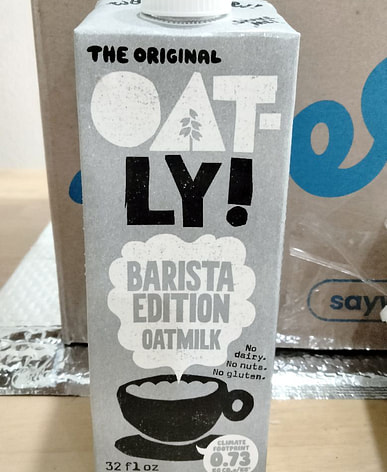 THE ORIGINAL
OAT-
LY!
BARISTA
EDITION
OATMILK
No
dairy.
No nuts.
No gluten.
CLIMATE
FOOTPRINT
0.73
32 fl oz